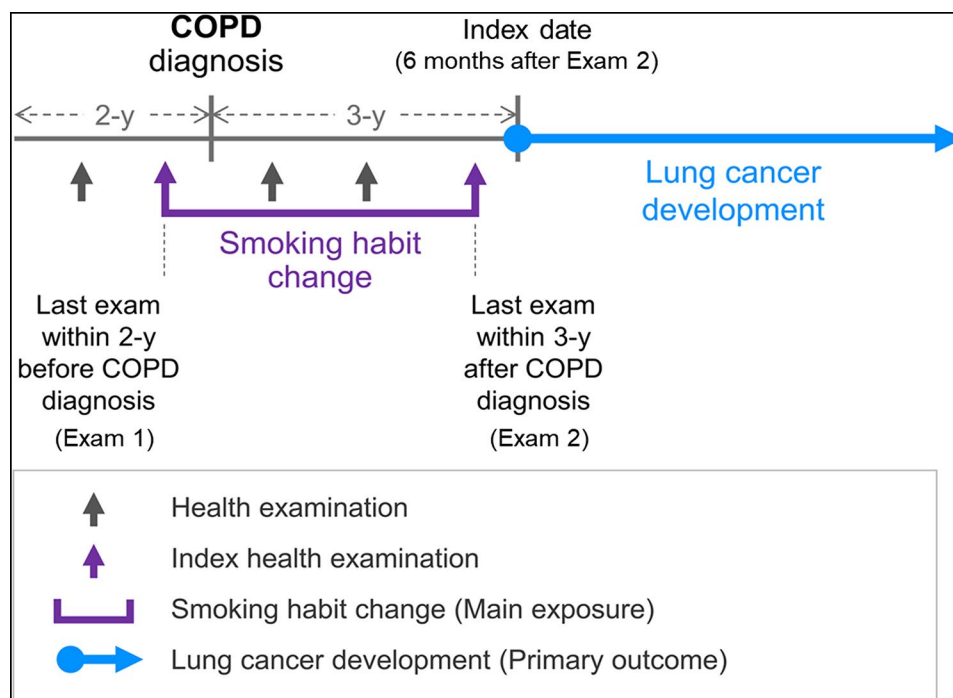 COPD
diagnosis
Index date
(6 months after Exam 2)
2-y
3-y
Lung cancer
development
Smoking habit
change
Last exam
within 2-y
before COPD
diagnosis
(Exam 1)
Last exam
within 3-y
after COPD
diagnosis
(Exam 2)
Health examination
Index health examination
Smoking habit change (Main exposure)
Lung cancer development (Primary outcome)